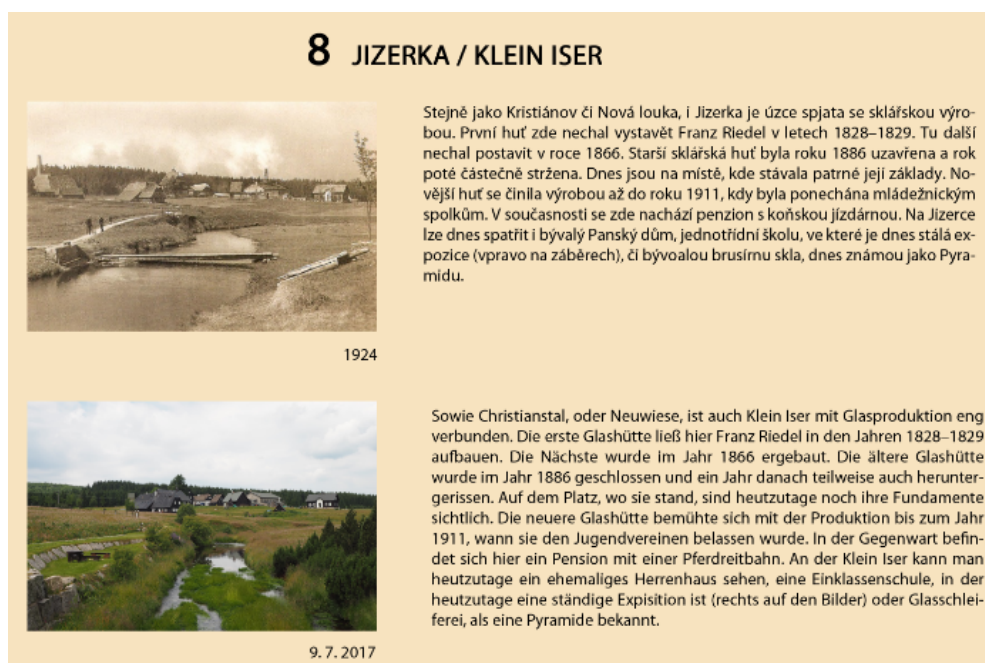 8 JIZERKA / KLEIN ISER
Stejně jako Kristiánov či Nová louka, i Jizerka je úzce spjata se sklářskou výro-
bou. První huť zde nechal vystavět Franz Riedel v letech 1828–1829. Tu další
nechal postavit v roce 1866. Starší sklářská huť byla roku 1886 uzavřena a rok
poté částečně stržena. Dnes jsou na místě, kde stávala patrné její základy. No-
vější huť se činila výrobou až do roku 1911, kdy byla ponechána mládežnickým
spolkům. V současnosti se zde nachází penzion s koňskou jízdárnou. Na Jizerce
lze dnes spatřit i bývalý Panský dům, jednotřídní školu, ve které je dnes stálá ex-
pozice (vpravo na záběrech), či bývoalou brusírnu skla, dnes známou jako Pyra-
midu.
1924
Sowie Christianstal, oder Neuwiese, ist auch Klein Iser mit Glasproduktion eng
verbunden. Die erste Glashütte ließ hier Franz Riedel in den Jahren 1828–1829
aufbauen. Die Nächste wurde im Jahr 1866 ergebaut. Die ältere Glashütte
wurde im Jahr 1886 geschlossen und ein Jahr danach teilweise auch herunter-
gerissen. Auf dem Platz, wo sie stand, sind heutzutage noch ihre Fundamente
sichtlich. Die neuere Glashütte bemühte sich mit der Produktion bis zum Jahr
1911, wann sie den Jugendvereinen belassen wurde. In der Gegenwart befin-
det sich hier ein Pension mit einer Pferdreitbahn. An der Klein Iser kann man
heutzutage ein ehemaliges Herrenhaus sehen, eine Einklassenschule, in der
heutzutage eine ständige Expisition ist (rechts auf den Bilder) oder Glasschlei-
ferei, als eine Pyramide bekannt.
9. 7. 2017